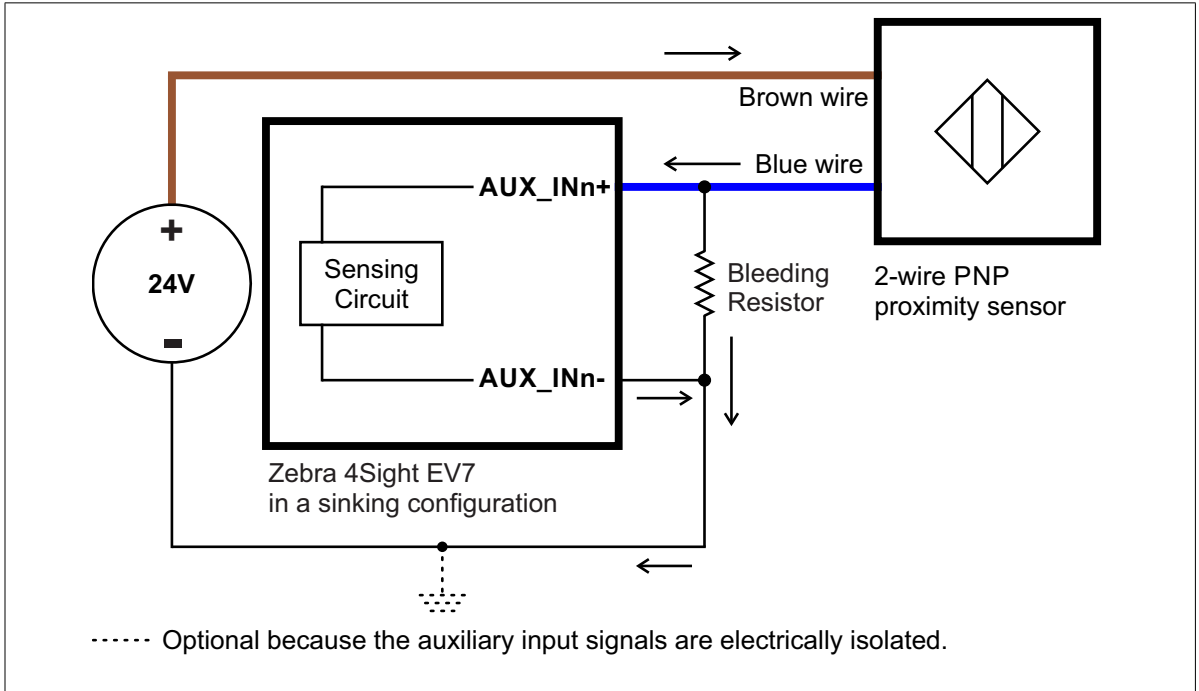 Brown wire
Blue wire
AUX_INn+
+
24V
-
Sensing
Circuit
Bleeding
Resistor
2-wire PNP
proximity sensor
AUX_INn-
Zebra 4Sight EV7
in a sinking configuration
Optional because the auxiliary input signals are electrically isolated.